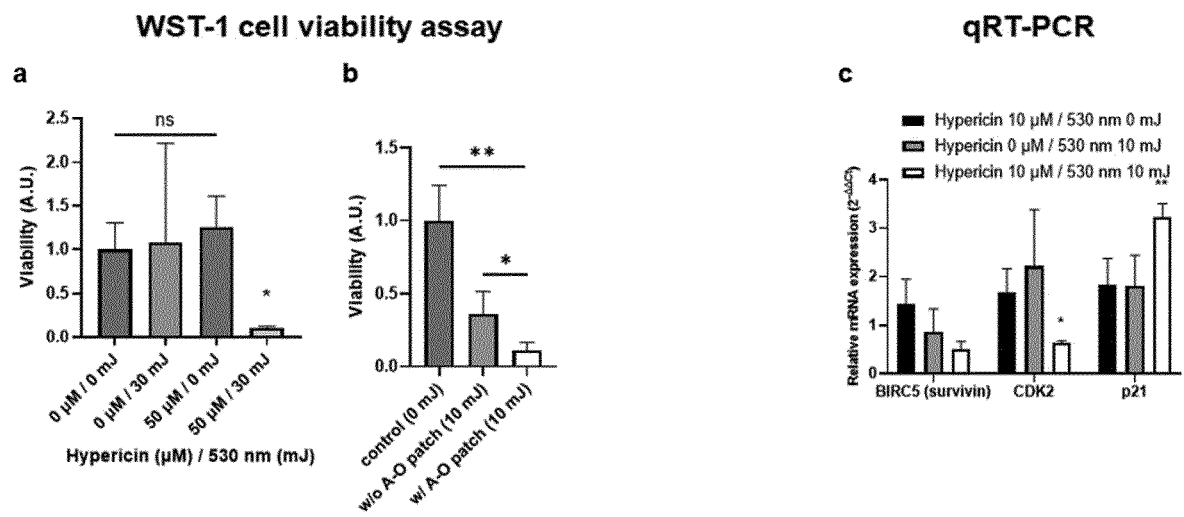 WST-1 cell viability assay
qRT-PCR
a
b
c
2.5
2.0
1.5
1.0
0.5
0.0
Viability (A.U.)
ns
*
0 µM / 0 mJ
0 µM / 30 mJ
50 µM / 0 mJ
50 µM / 30 mJ
Hypericin (µM) / 530 nm (mJ)
1.5
1.0
0.5
0.0
Viability (A.U.)
**
*
control (0 mJ)
w/o A-O patch (10 mJ)
w/ A-O patch (10 mJ)
Hypericin 10 µM / 530 nm 0 mJ
Hypericin 0 µM / 530 nm 10 mJ
Hypericin 10 µM / 530 nm 10 mJ
4
3
2
1
0
Relative mRNA expression (2^-ΔΔCt)
*
**
BIRC5 (survivin)
CDK2
p21